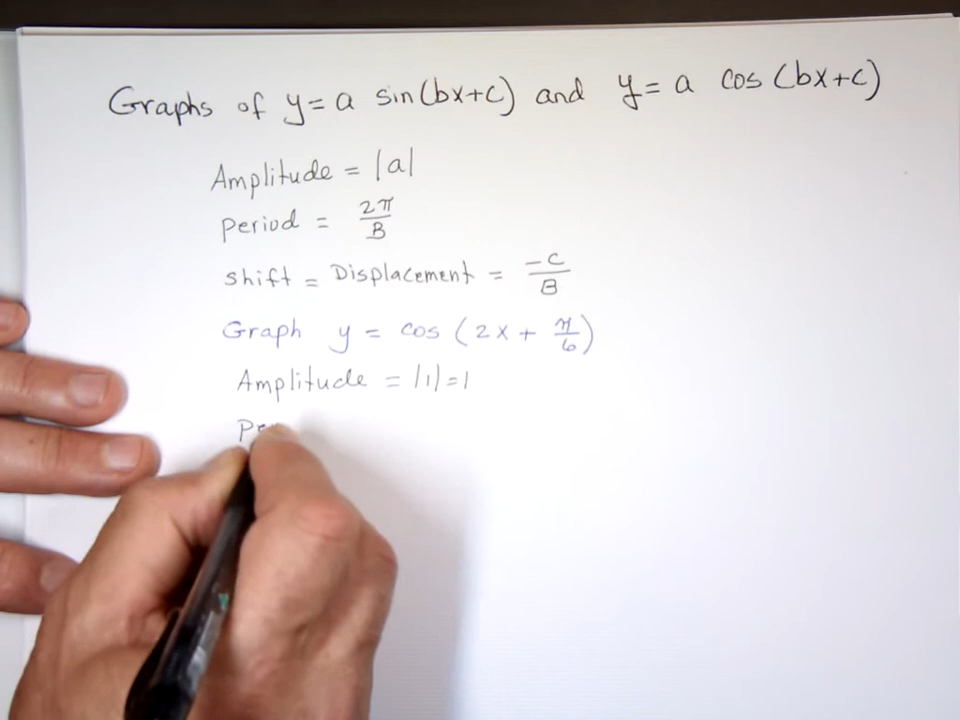 Graphs of y = a sin(bx+c) and y = a cos(bx+c)
Amplitude = |a|
period = 2π/B
shift = Displacement = -c/B
Graph y = cos(2x + π/6)
Amplitude = |1| = 1
Pe